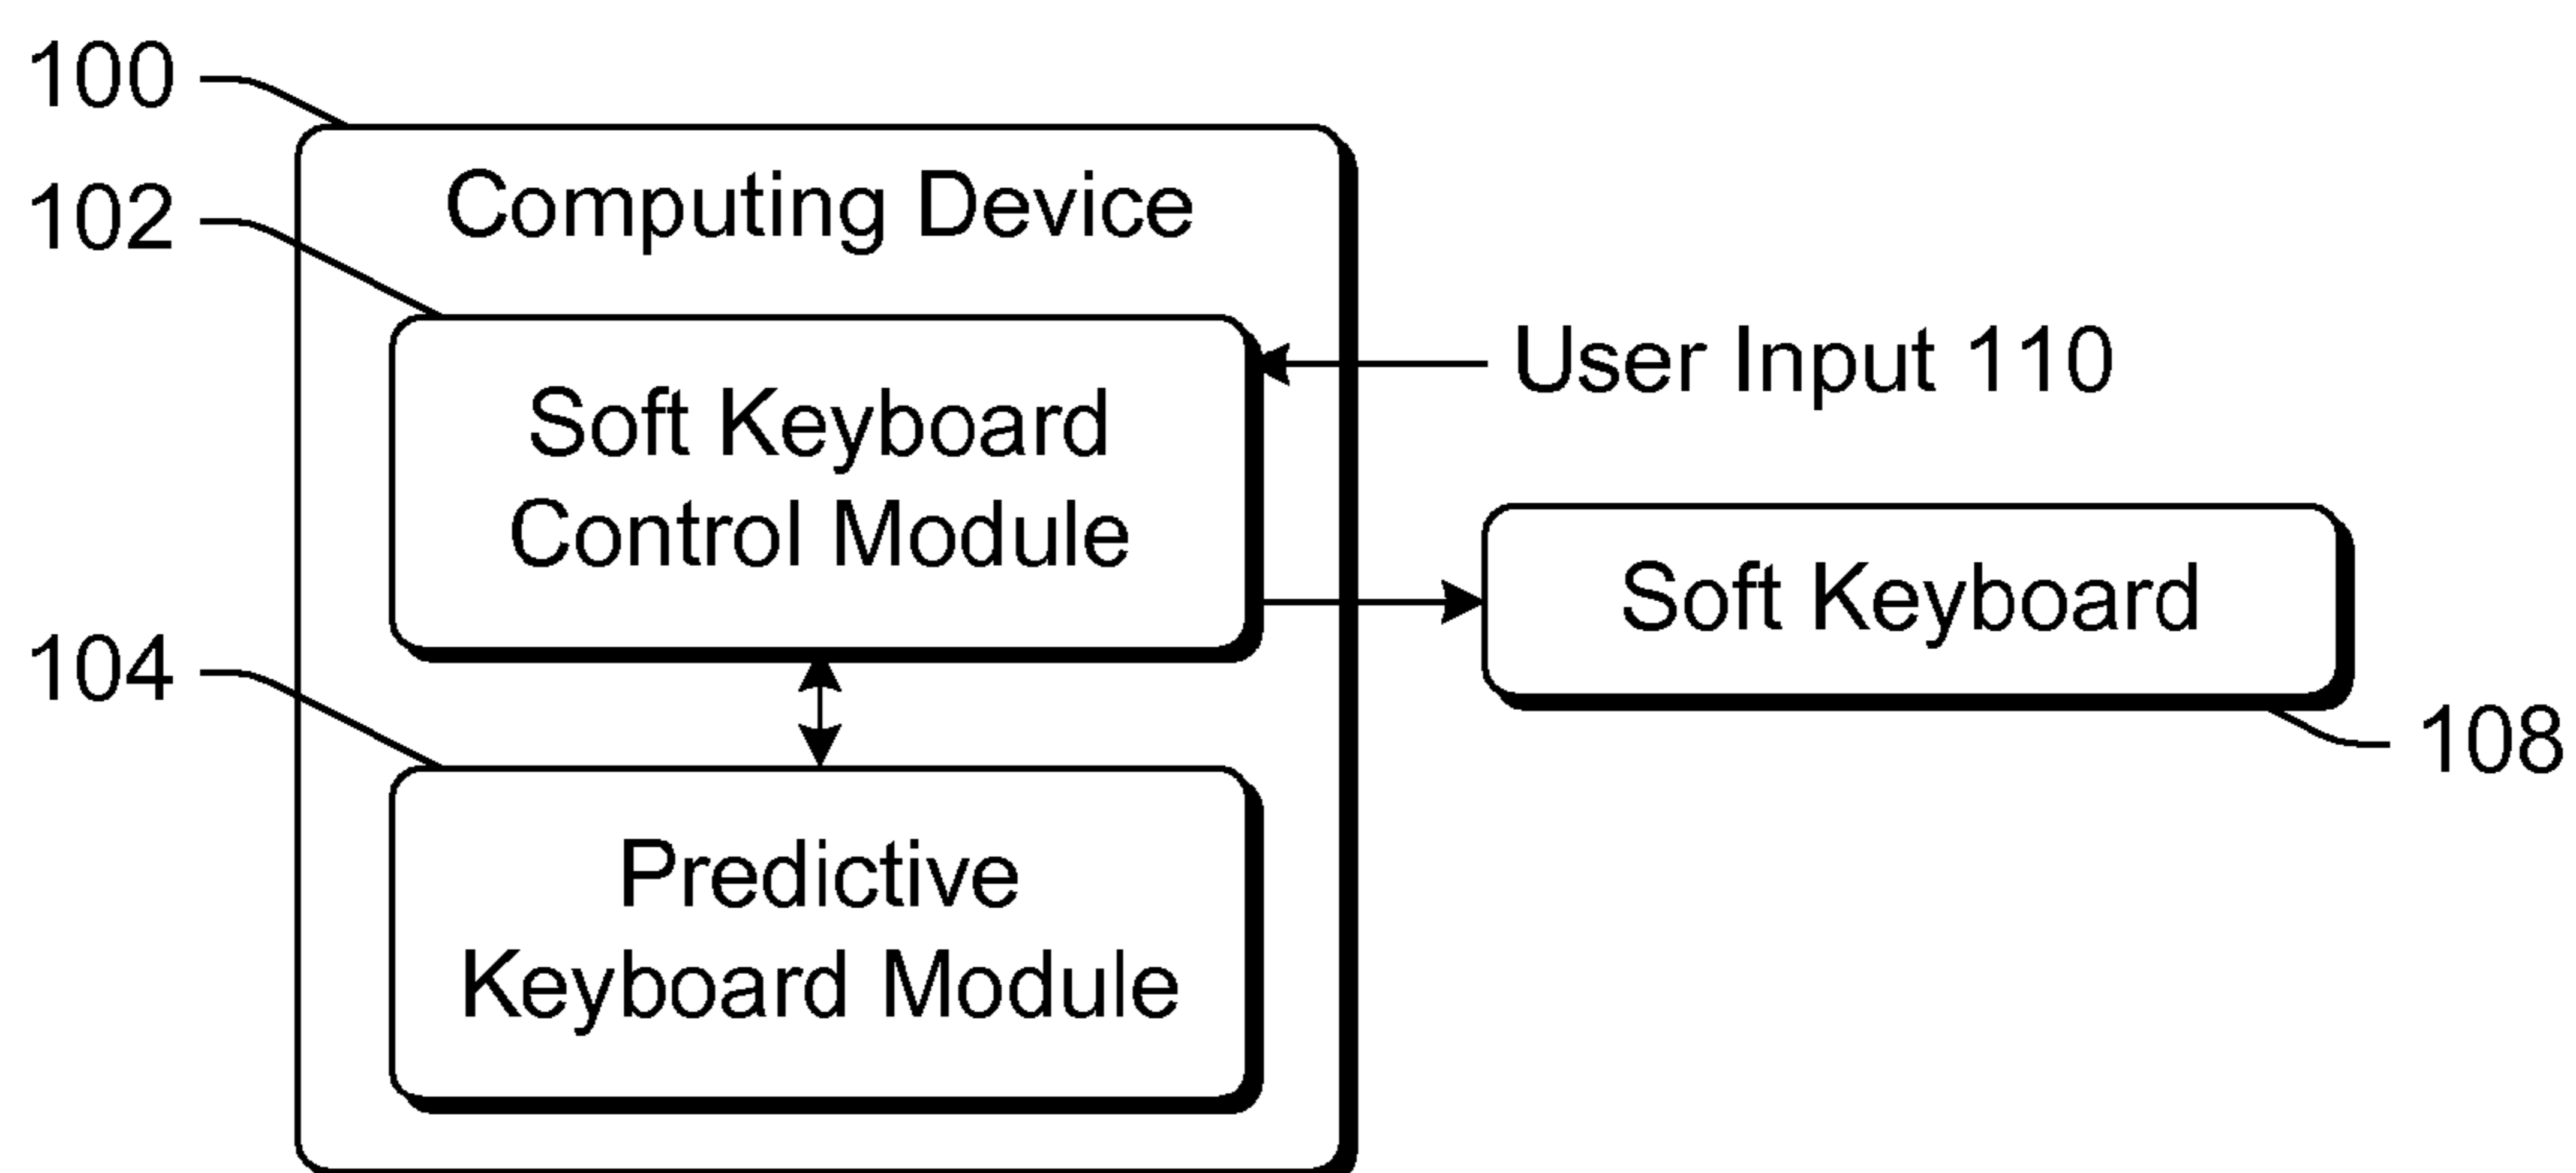 100
Computing Device
102
User Input 110
Soft Keyboard
Control Module
Soft Keyboard
104
108
Predictive
Keyboard Module